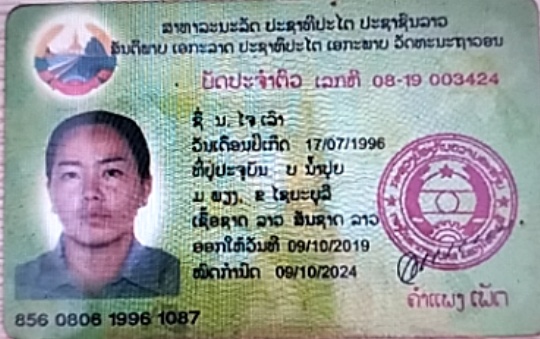 ສາທາລະນະລັດ ປະຊາທິປະໄຕ ປະຊາຊົນລາວ
ສັນຕິພາບ ເອກະລາດ ປະຊາທິປະໄຕ ເອກະພາບ ວັດທະນະຖາວອນ
ບັດປະຈຳຕົວ ເລກທີ 08-19 003424
ຊື່ ນ. ໄຈ ເລົ່າ
ວັນເດືອນປີເກີດ 17/07/1996
ທີ່ຢູ່ປະຈຸບັນ ບ ນ້ຳປຸຍ
ມ ພຽງ, ຂ ໄຊຍະບຸລີ
ເຊື້ອຊາດ ລາວ ສັນຊາດ ລາວ
ອອກໃຫ້ວັນທີ 09/10/2019
ໝົດກຳນົດ 09/10/2024
ຄຳແພງ ເພັດ
856 0806 1996 1087